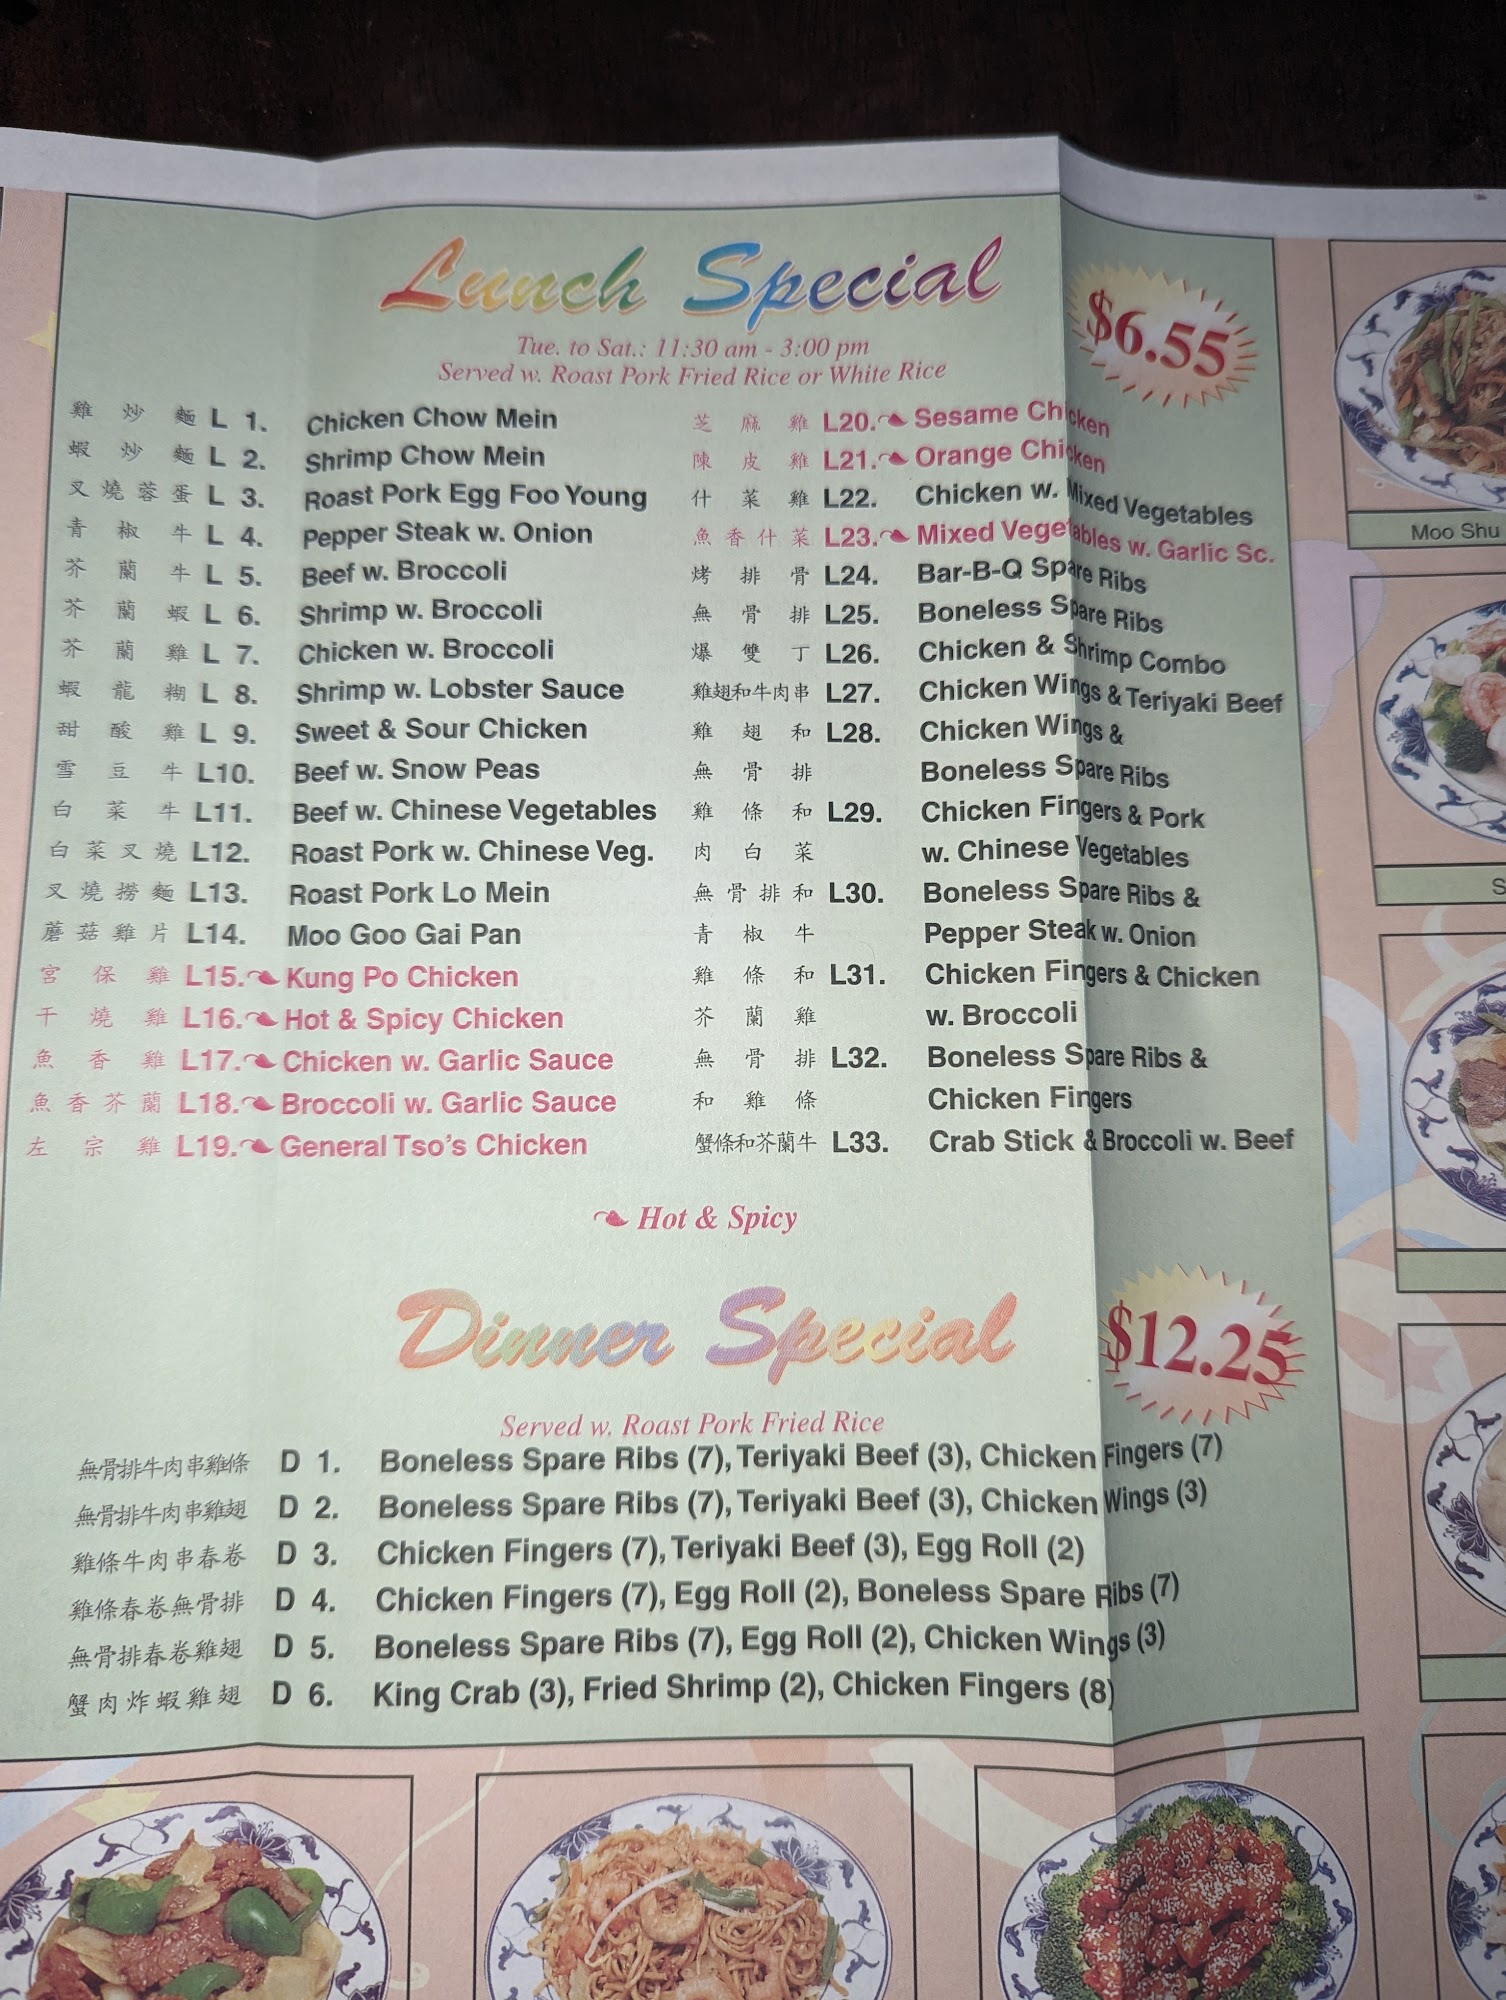 Lunch Special
$6.55
Tue. to Sat.: 11:30 am - 3:00 pm
Served w. Roast Pork Fried Rice or White Rice
雞炒麵 L 1. Chicken Chow Mein
蝦炒麵 L 2. Shrimp Chow Mein
叉燒蓉蛋 L 3. Roast Pork Egg Foo Young
青椒牛 L 4. Pepper Steak w. Onion
芥蘭牛 L 5. Beef w. Broccoli
芥蘭蝦 L 6. Shrimp w. Broccoli
芥蘭雞 L 7. Chicken w. Broccoli
蝦龍糊 L 8. Shrimp w. Lobster Sauce
甜酸雞 L 9. Sweet & Sour Chicken
雪豆牛 L10. Beef w. Snow Peas
白菜牛 L11. Beef w. Chinese Vegetables
白菜叉燒 L12. Roast Pork w. Chinese Veg.
叉燒撈麵 L13. Roast Pork Lo Mein
蘑菇雞片 L14. Moo Goo Gai Pan
宮保雞 L15. Kung Po Chicken
干燒雞 L16. Hot & Spicy Chicken
魚香雞 L17. Chicken w. Garlic Sauce
魚香芥蘭 L18. Broccoli w. Garlic Sauce
左宗雞 L19. General Tso's Chicken
芝麻雞 L20. Sesame Chicken
陳皮雞 L21. Orange Chicken
什菜雞 L22. Chicken w. Mixed Vegetables
魚香什菜 L23. Mixed Vegetables w. Garlic Sc.
烤排骨 L24. Bar-B-Q Spare Ribs
無骨排 L25. Boneless Spare Ribs
爆雙丁 L26. Chicken & Shrimp Combo
雞翅和牛肉串 L27. Chicken Wings & Teriyaki Beef
雞翅和 L28. Chicken Wings &
無骨排 Boneless Spare Ribs
雞條和 L29. Chicken Fingers & Pork
肉白菜 w. Chinese Vegetables
無骨排和 L30. Boneless Spare Ribs &
青椒牛 Pepper Steak w. Onion
雞條和 L31. Chicken Fingers & Chicken
芥蘭雞 w. Broccoli
無骨排 L32. Boneless Spare Ribs &
和雞條 Chicken Fingers
蟹條和芥蘭牛 L33. Crab Stick & Broccoli w. Beef
Hot & Spicy
Dinner Special
$12.25
Served w. Roast Pork Fried Rice
無骨排牛肉串雞條 D 1. Boneless Spare Ribs (7), Teriyaki Beef (3), Chicken Fingers (7)
無骨排牛肉串雞翅 D 2. Boneless Spare Ribs (7), Teriyaki Beef (3), Chicken Wings (3)
雞條牛肉串春卷 D 3. Chicken Fingers (7), Teriyaki Beef (3), Egg Roll (2)
雞條春卷無骨排 D 4. Chicken Fingers (7), Egg Roll (2), Boneless Spare Ribs (7)
無骨排春卷雞翅 D 5. Boneless Spare Ribs (7), Egg Roll (2), Chicken Wings (3)
蟹肉炸蝦雞翅 D 6. King Crab (3), Fried Shrimp (2), Chicken Fingers (8)
Moo Shu
S